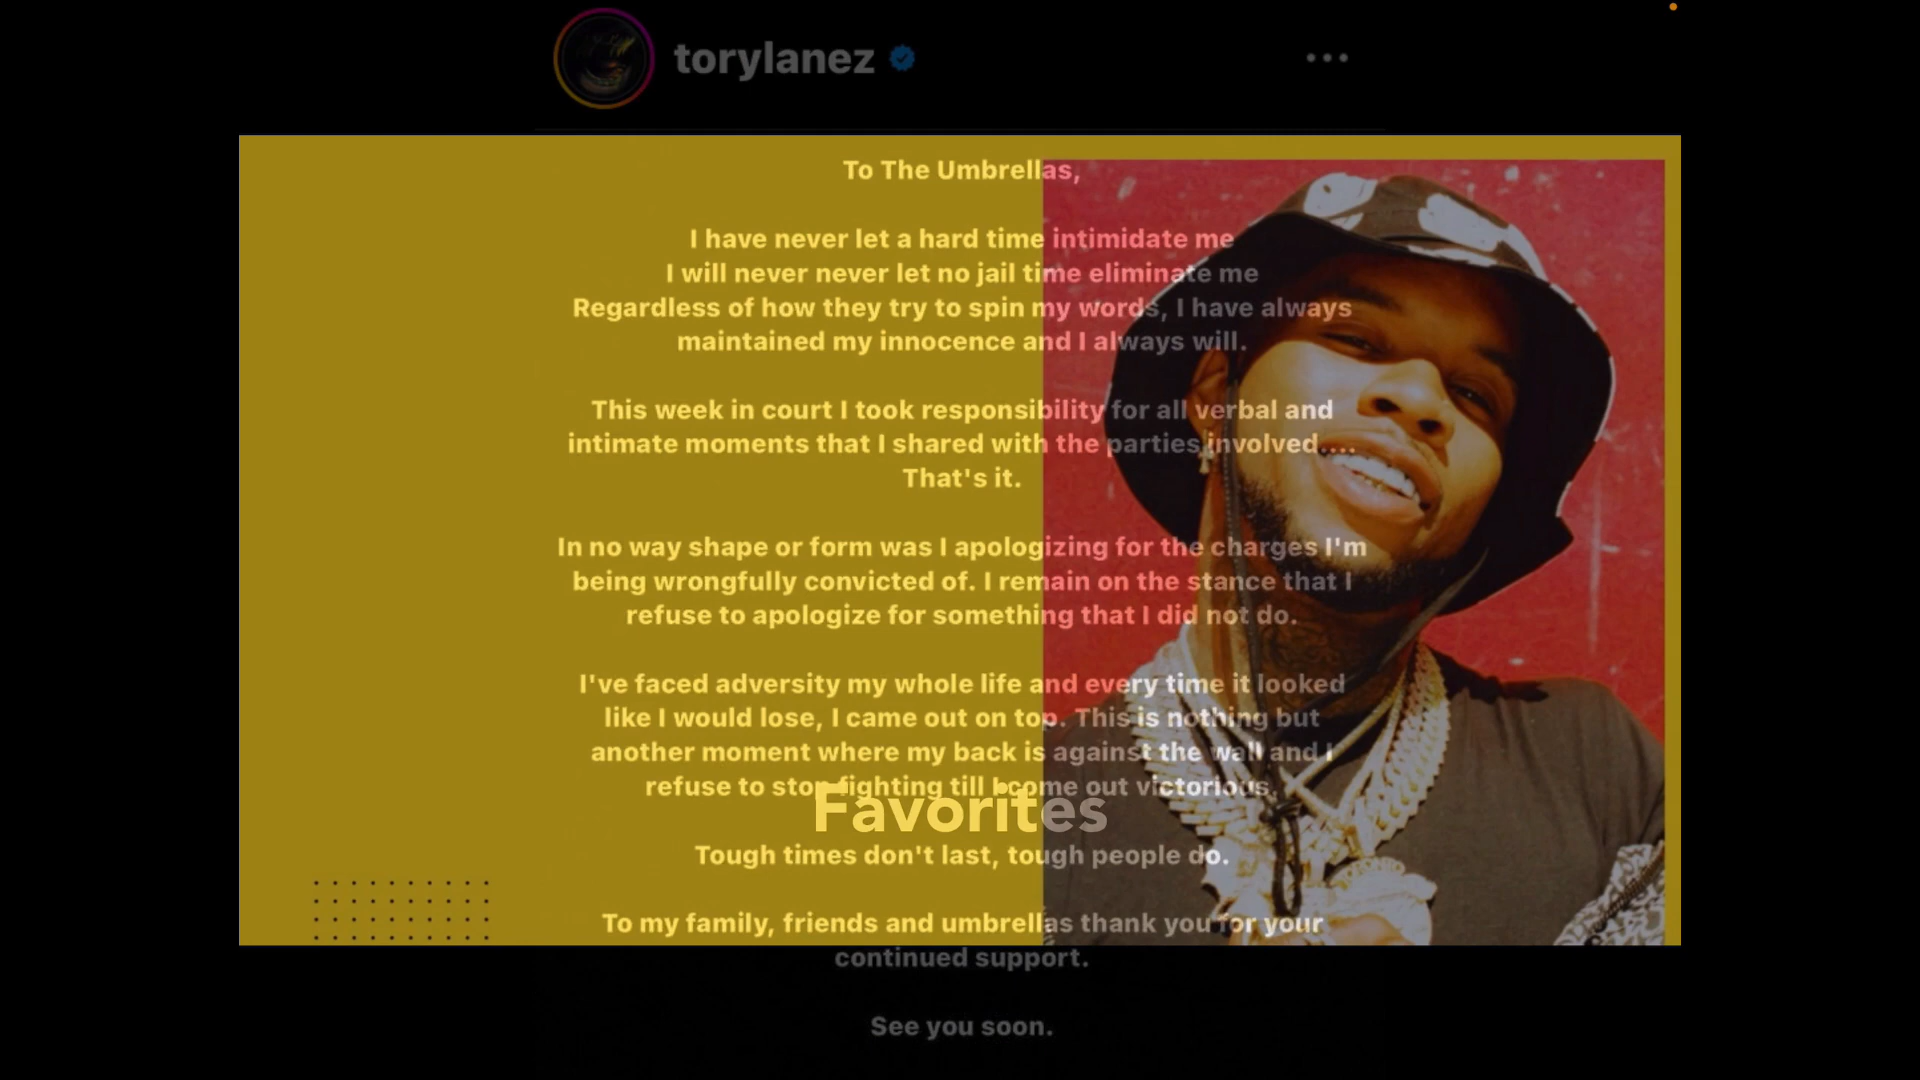 torylanez
To The Umbrellas,
I have never let a hard time intimidate me
I will never never let no jail time eliminate me
Regardless of how they try to spin my words, I have always
maintained my innocence and I always will.
This week in court I took responsibility for all verbal and
intimate moments that I shared with the parties involved....
That's it.
In no way shape or form was I apologizing for the charges I'm
being wrongfully convicted of. I remain on the stance that I
refuse to apologize for something that I did not do.
I've faced adversity my whole life and every time it looked
like I would lose, I came out on top. This is nothing but
another moment where my back is against the wall and I
refuse to stop fighting till I come out victorious.
Favorites
Tough times don't last, tough people do.
To my family, friends and umbrellas thank you for your
continued support.
See you soon.